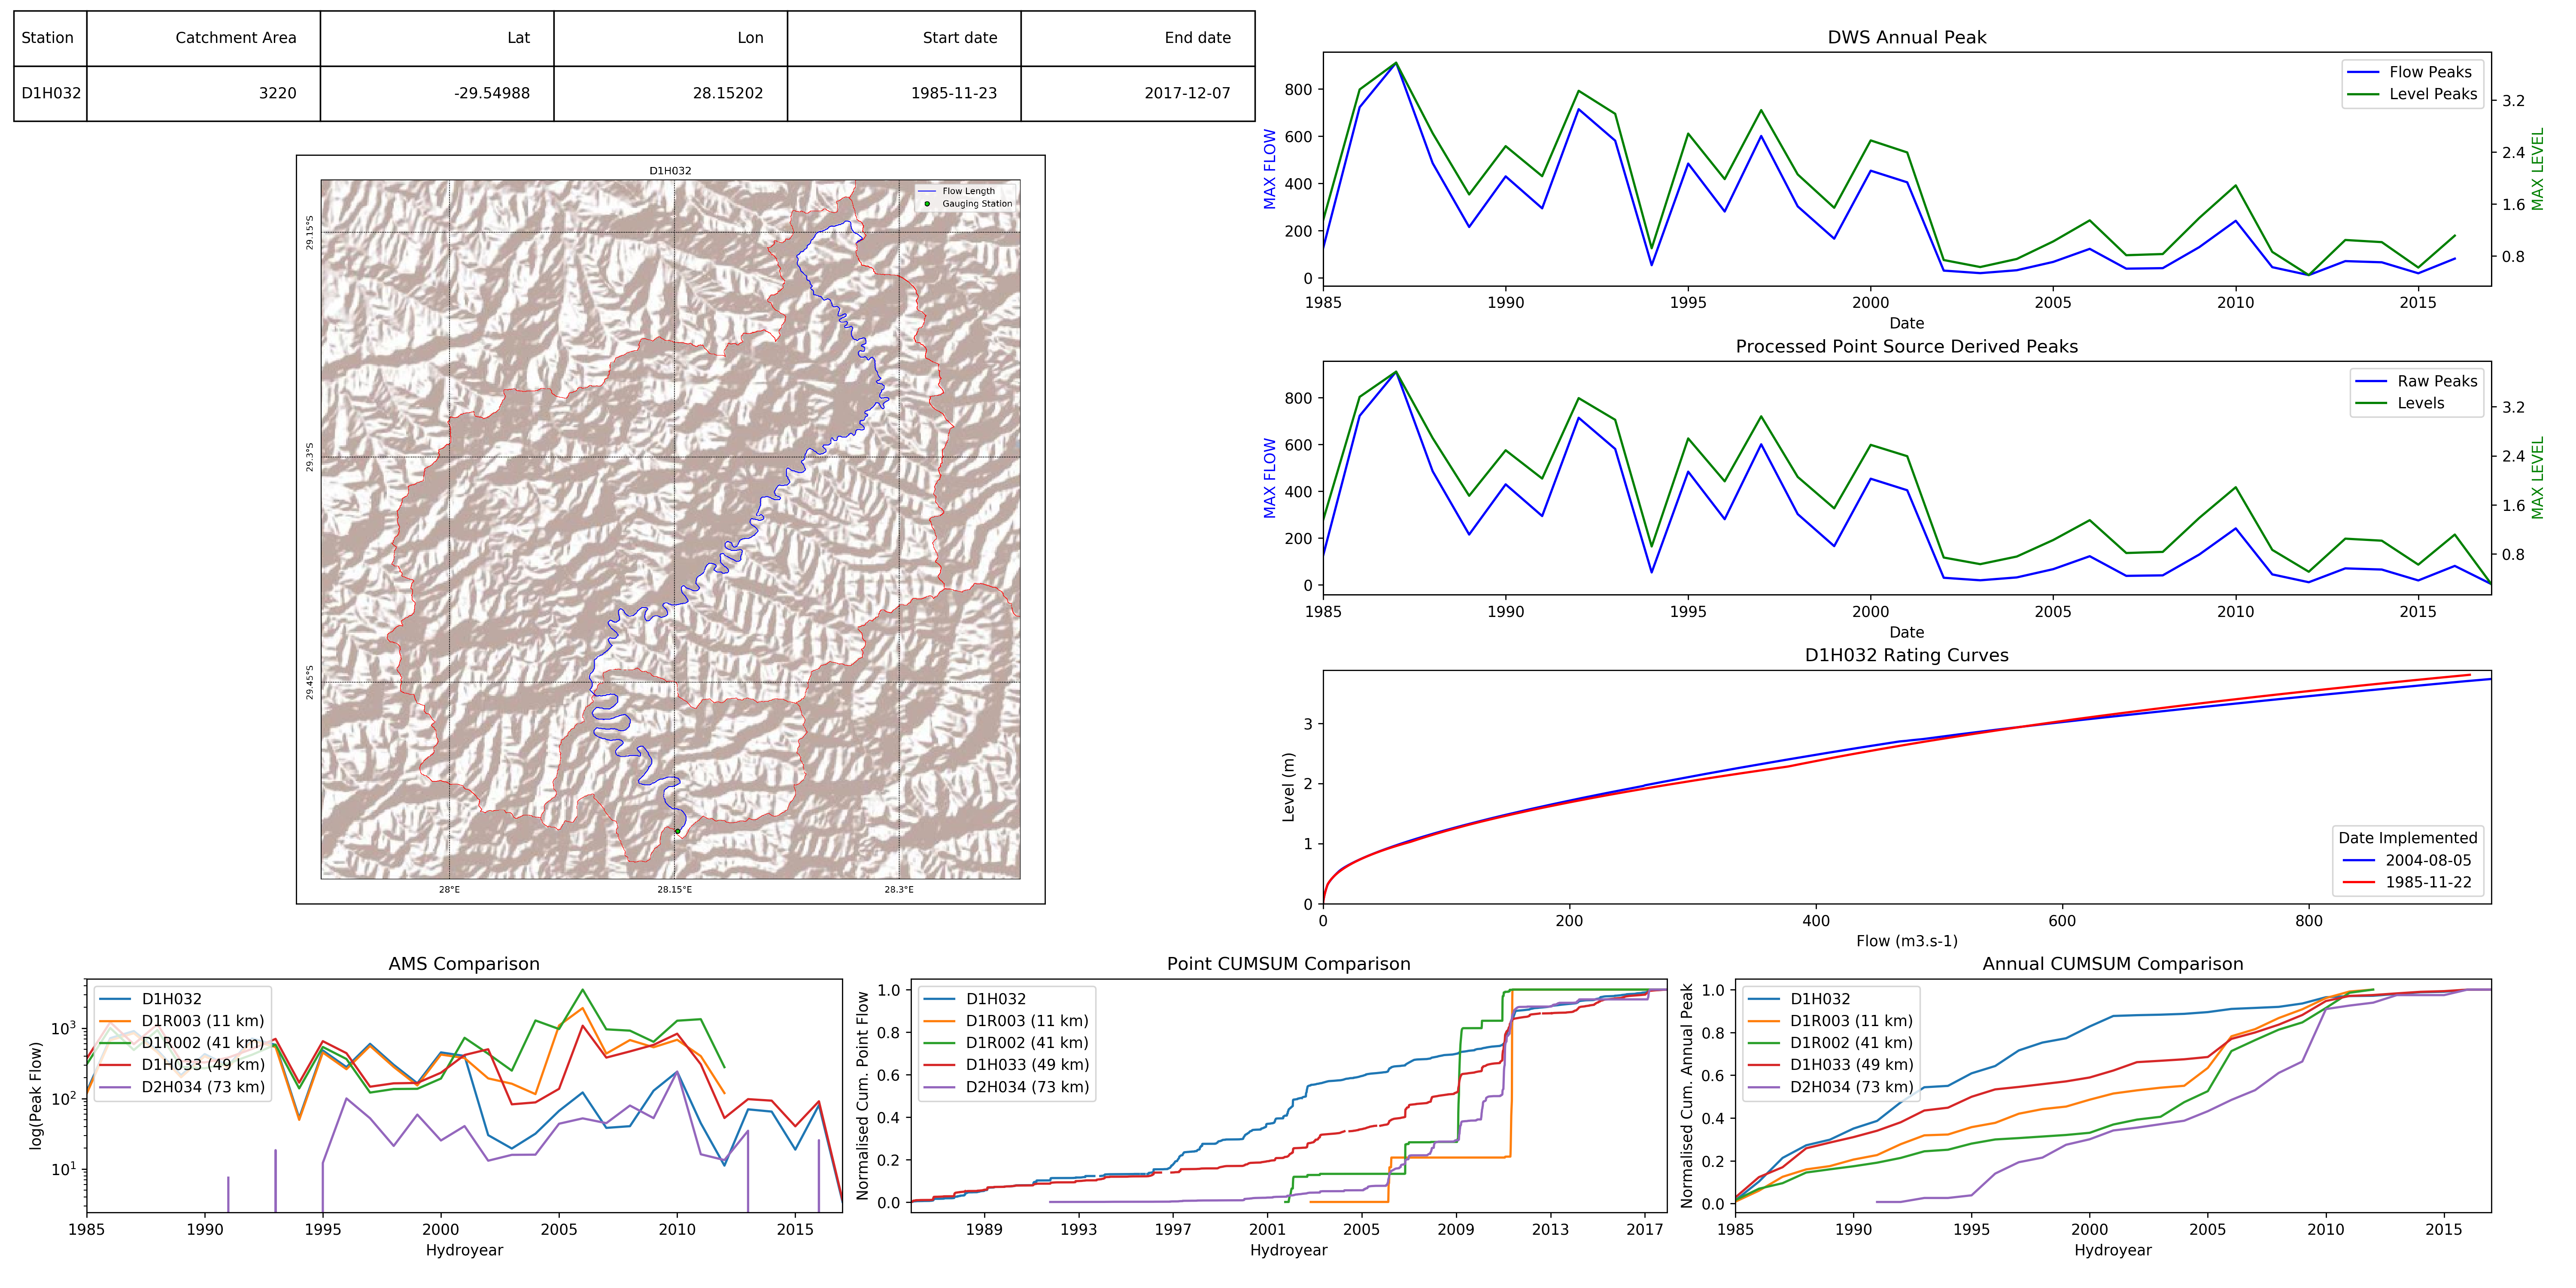 Station Catchment Area Lat Lon Start date End date
D1H032 3220 -29.54988 28.15202 1985-11-23 2017-12-07
D1H032
Flow Length
Gauging Station
29.15°S
29.3°S
29.45°S
28°E 28.15°E 28.3°E
DWS Annual Peak
Flow Peaks
Level Peaks
MAX FLOW
800
600
400
200
0
MAX LEVEL
3.2
2.4
1.6
0.8
1985 1990 1995 2000 2005 2010 2015
Date
Processed Point Source Derived Peaks
Raw Peaks
Levels
MAX FLOW
800
600
400
200
0
MAX LEVEL
3.2
2.4
1.6
0.8
1985 1990 1995 2000 2005 2010 2015
Date
D1H032 Rating Curves
Level (m)
3
2
1
0
Date Implemented
2004-08-05
1985-11-22
0 200 400 600 800
Flow (m3.s-1)
AMS Comparison
D1H032
D1R003 (11 km)
D1R002 (41 km)
D1H033 (49 km)
D2H034 (73 km)
log(Peak Flow)
10³
10²
10¹
1985 1990 1995 2000 2005 2010 2015
Hydroyear
Point CUMSUM Comparison
D1H032
D1R003 (11 km)
D1R002 (41 km)
D1H033 (49 km)
D2H034 (73 km)
Normalised Cum. Point Flow
1.0
0.8
0.6
0.4
0.2
0.0
1989 1993 1997 2001 2005 2009 2013 2017
Hydroyear
Annual CUMSUM Comparison
D1H032
D1R003 (11 km)
D1R002 (41 km)
D1H033 (49 km)
D2H034 (73 km)
Normalised Cum. Annual Peak
1.0
0.8
0.6
0.4
0.2
0.0
1985 1990 1995 2000 2005 2010 2015
Hydroyear